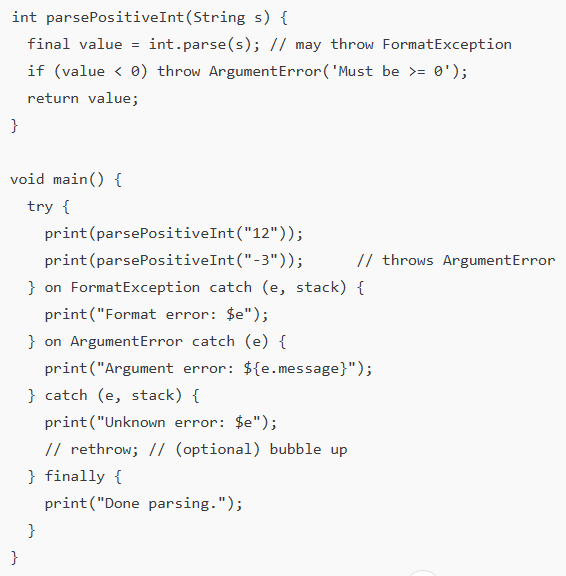 int parsePositiveInt(String s) {
  final value = int.parse(s); // may throw FormatException
  if (value < 0) throw ArgumentError('Must be >= 0');
  return value;
}

void main() {
  try {
    print(parsePositiveInt("12"));
    print(parsePositiveInt("-3"));      // throws ArgumentError
  } on FormatException catch (e, stack) {
    print("Format error: $e");
  } on ArgumentError catch (e) {
    print("Argument error: ${e.message}");
  } catch (e, stack) {
    print("Unknown error: $e");
    // rethrow; // (optional) bubble up
  } finally {
    print("Done parsing.");
  }
}